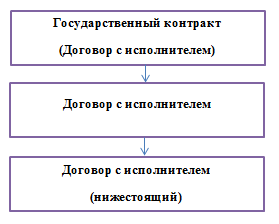 Государственный контракт
(Договор с исполнителем)
Договор с исполнителем
Договор с исполнителем
(нижестоящий)